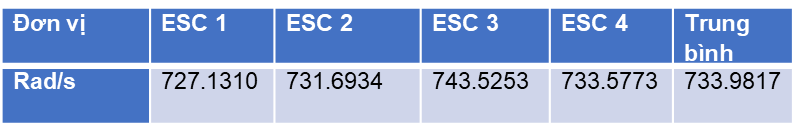 Đơn vị ESC 1 ESC 2 ESC 3 ESC 4 Trung
bình
Rad/s 727.1310 731.6934 743.5253 733.5773 733.9817